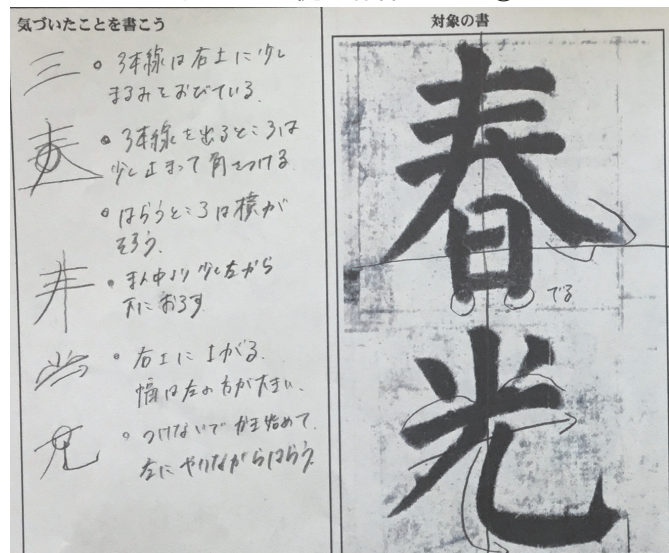 気づいたことを書こう
三
・3本線は右上に少し
まるみをおびている。
・3本線を出るところは
少し止まって角をつける。
・はらうところは横が
そろう。
・まん中より少し左から
下におろす
・右上に上がる。
幅は左の方が大きい。
・つけないでかき始めて、
左にやりながらはらう。
対象の書
春
でる
光